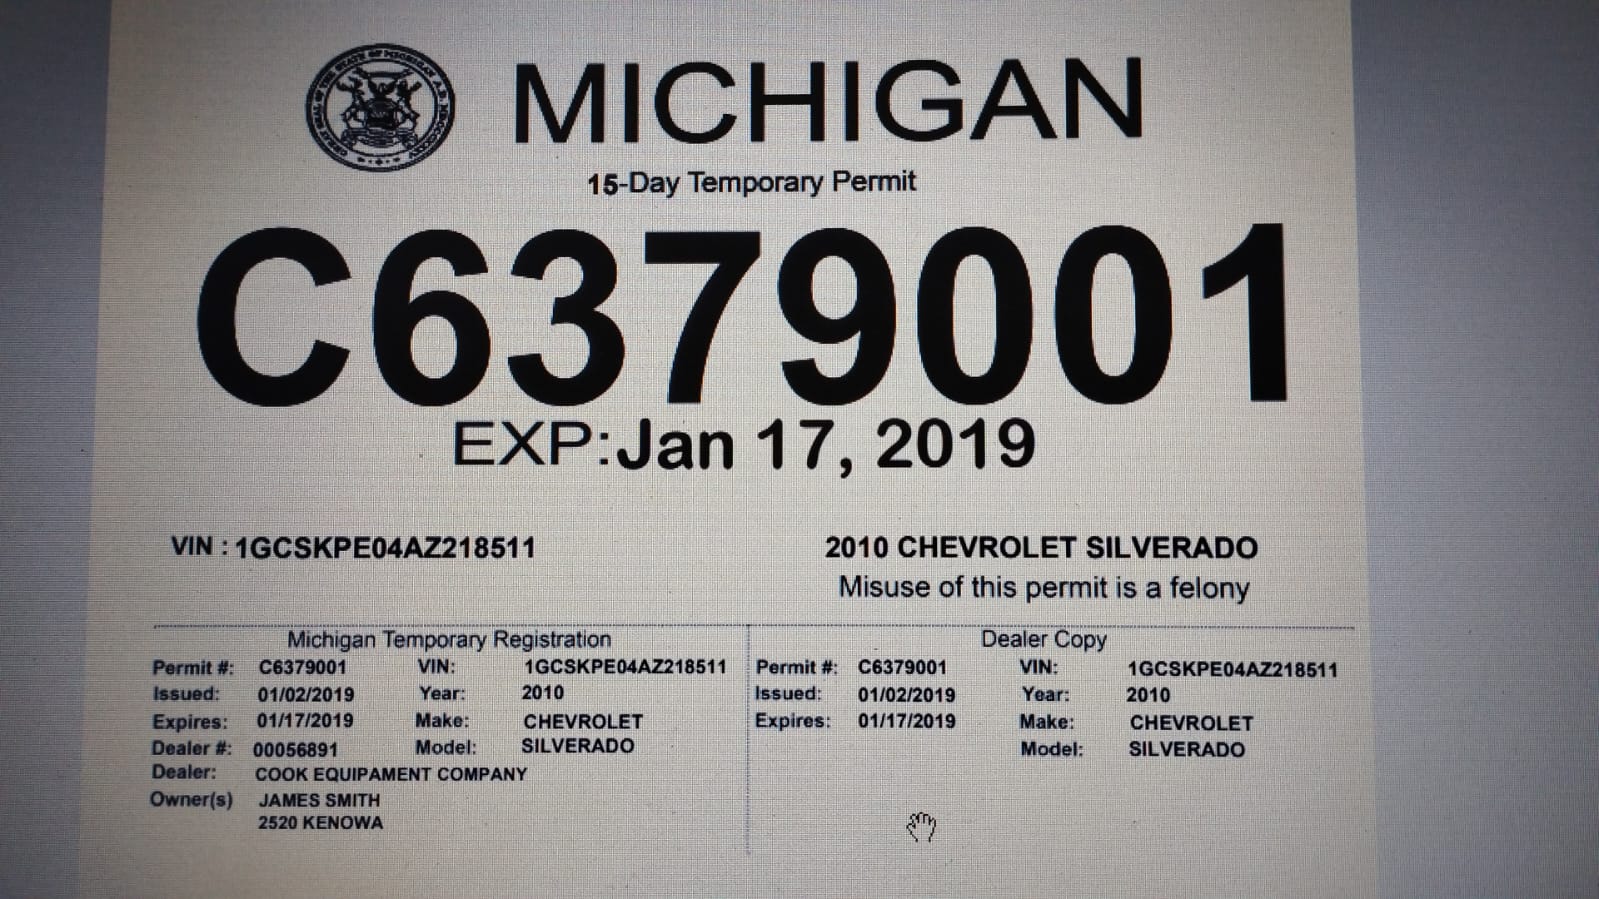 MICHIGAN
15-Day Temporary Permit
C6379001
EXP:Jan 17, 2019
VIN : 1GCSKPE04AZ218511
2010 CHEVROLET SILVERADO
Misuse of this permit is a felony
Michigan Temporary Registration
Permit #: C6379001 VIN: 1GCSKPE04AZ218511
Issued: 01/02/2019 Year: 2010
Expires: 01/17/2019 Make: CHEVROLET
Dealer #: 00056891 Model: SILVERADO
Dealer: COOK EQUIPAMENT COMPANY
Owner(s) JAMES SMITH
2520 KENOWA
Dealer Copy
Permit #: C6379001 VIN: 1GCSKPE04AZ218511
Issued: 01/02/2019 Year: 2010
Expires: 01/17/2019 Make: CHEVROLET
Model: SILVERADO